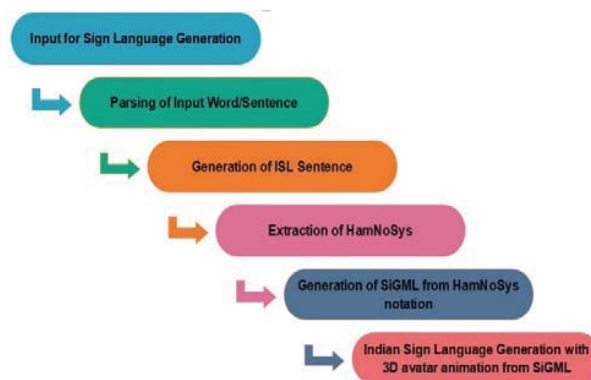 Input for Sign Language Generation
Parsing of Input Word/Sentence
Generation of ISL Sentence
Extraction of HamNoSys
Generation of SiGML from HamNoSys
notation
Indian Sign Language Generation with
3D avatar animation from SiGML